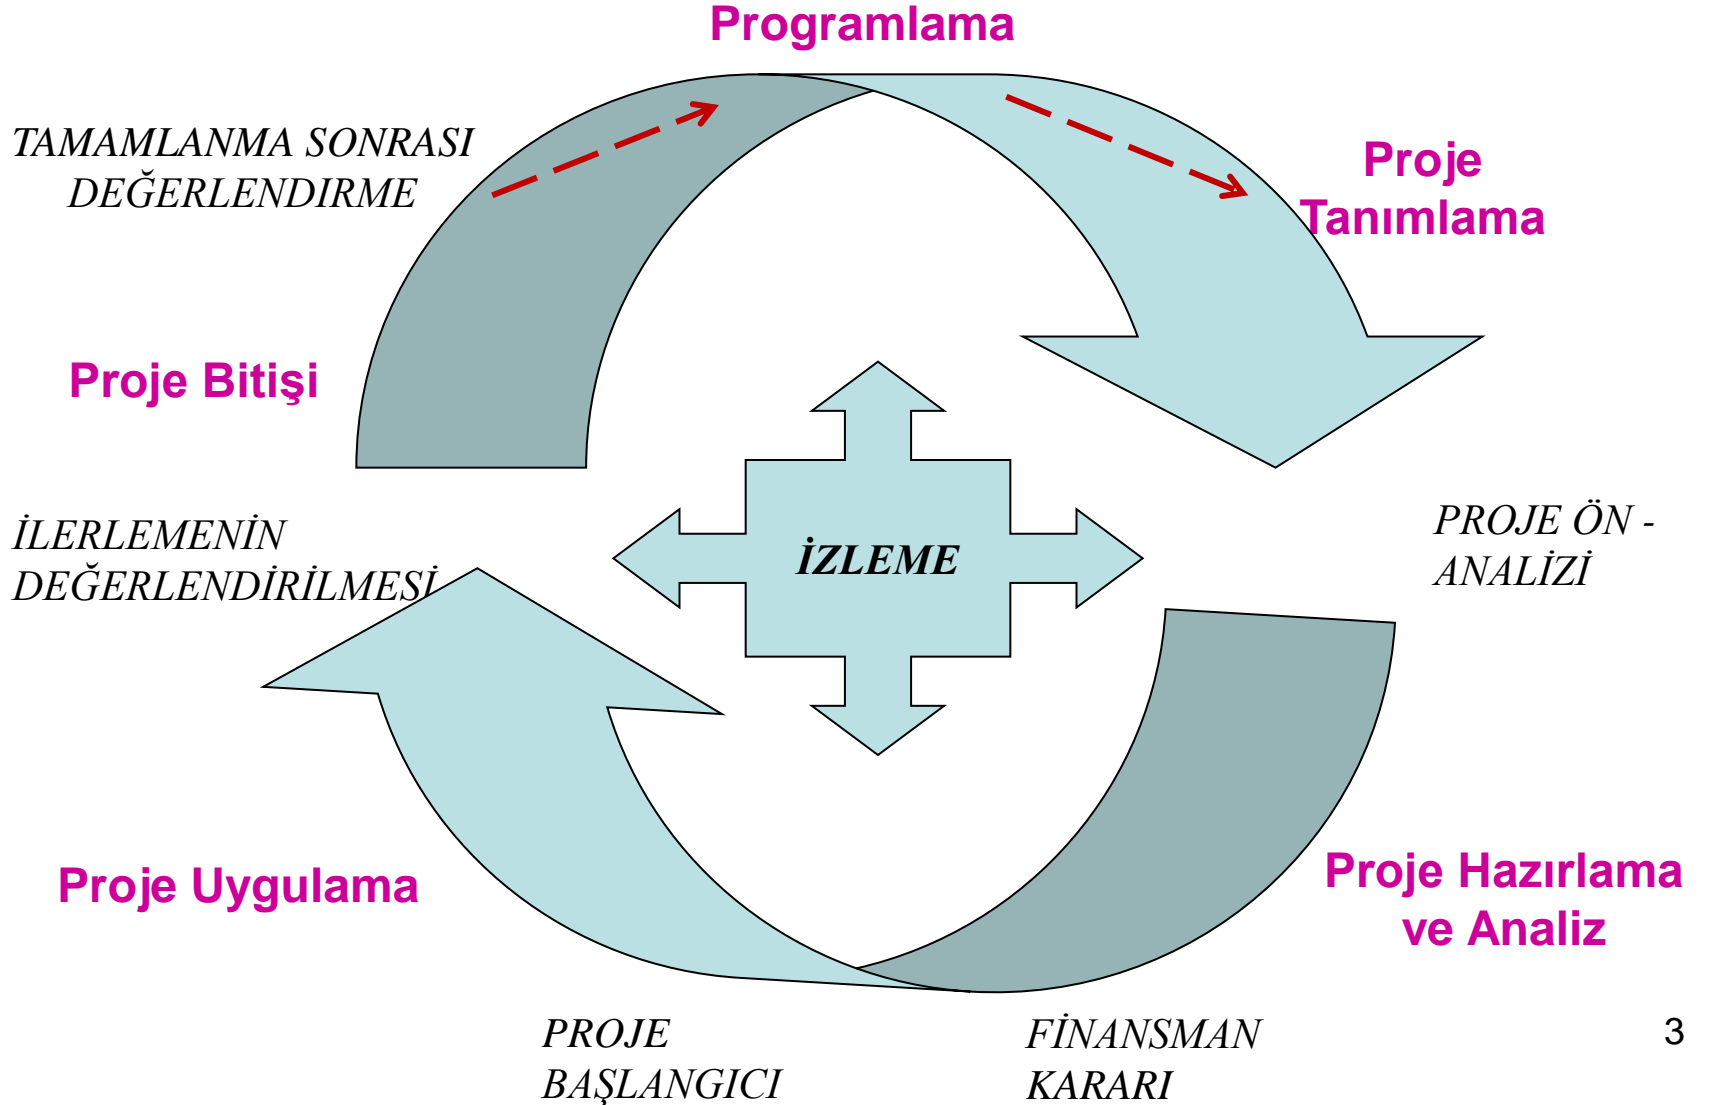 Programlama
TAMAMLANMA SONRASI
DEĞERLENDIRME
Proje
Tanımlama
Proje Bitişi
İLERLEMENİN
DEĞERLENDİRİLMESİ
İZLEME
PROJE ÖN -
ANALİZİ
Proje Uygulama
Proje Hazırlama
ve Analiz
PROJE
BAŞLANGICI
FİNANSMAN
KARARI
3